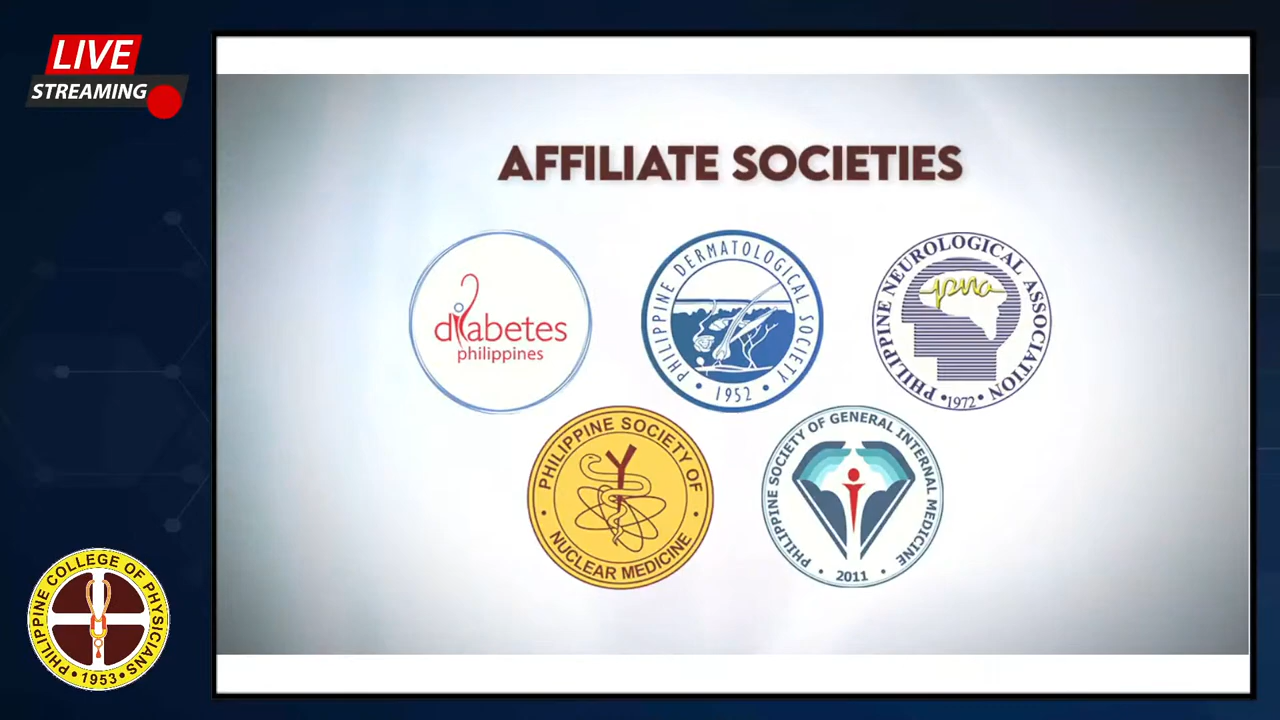 LIVE
STREAMING
AFFILIATE SOCIETIES
diabetes
philippines
PHILIPPINE DERMATOLOGICAL SOCIETY
• 1952 •
PHILIPPINE NEUROLOGICAL ASSOCIATION
pna
•1972•
PHILIPPINE SOCIETY OF
• NUCLEAR MEDICINE •
PHILIPPINE SOCIETY OF GENERAL INTERNAL MEDICINE
• 2011 •
PHILIPPINE COLLEGE OF PHYSICIANS
• 1953 •